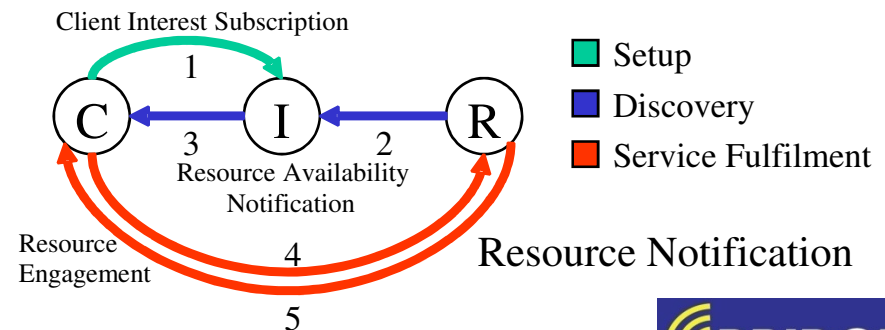 Client Interest Subscription
1
Setup
C
I
R
Discovery
3
2
Service Fulfilment
Resource Availability
Notification
Resource
Engagement
4
Resource Notification
5